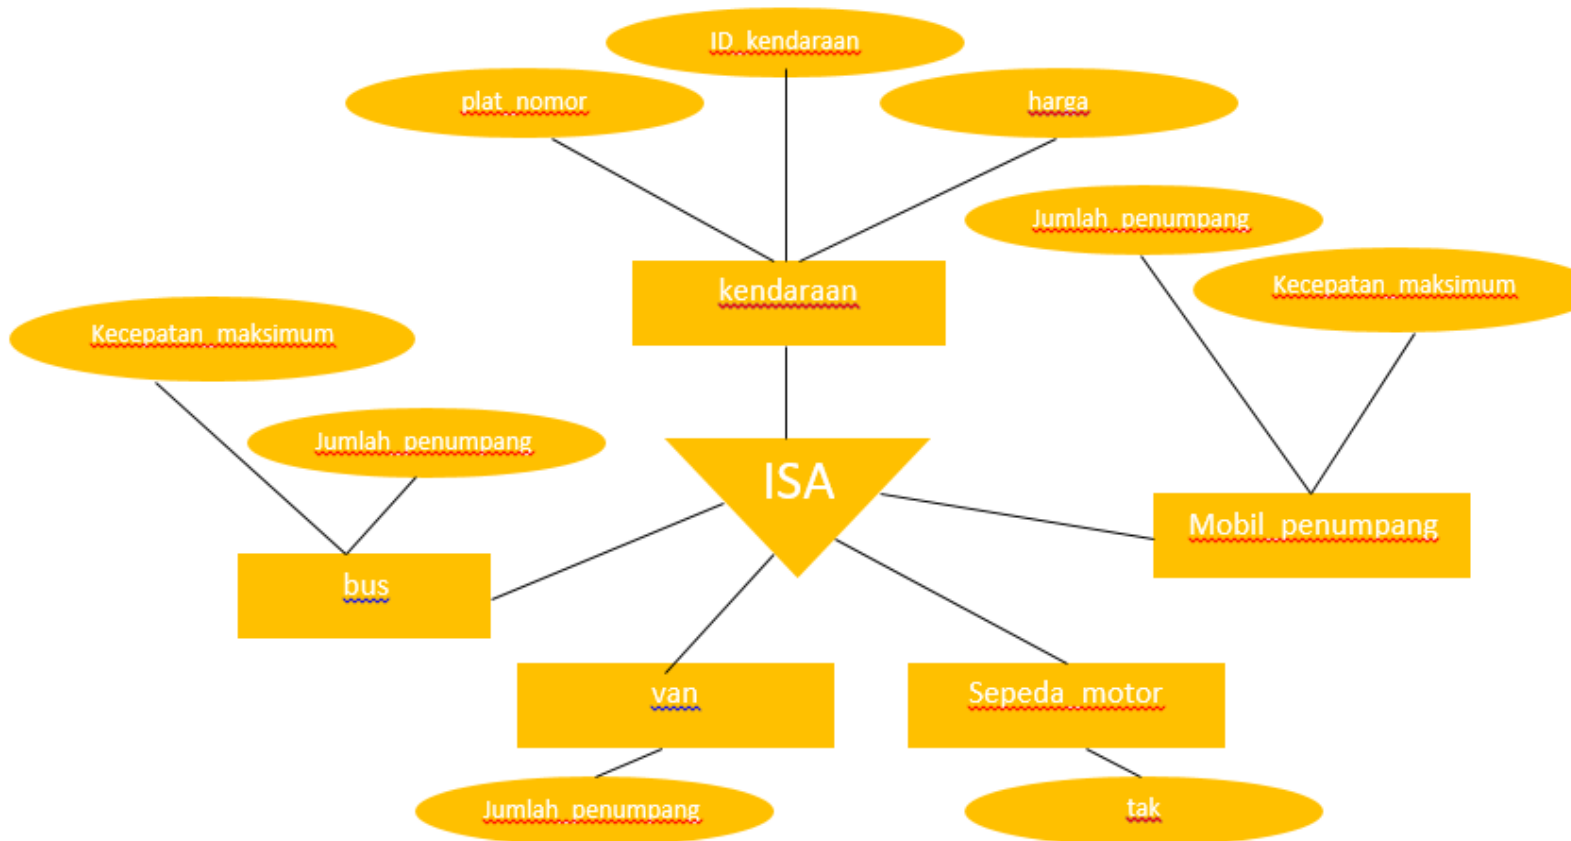 ID_kendaraan
plat_nomor
harga
Jumlah_penumpang
kendaraan
Kecepatan_maksimum
Kecepatan_maksimum
Jumlah_penumpang
ISA
Mobil_penumpang
bus
van
Sepeda_motor
Jumlah_penumpang
tak